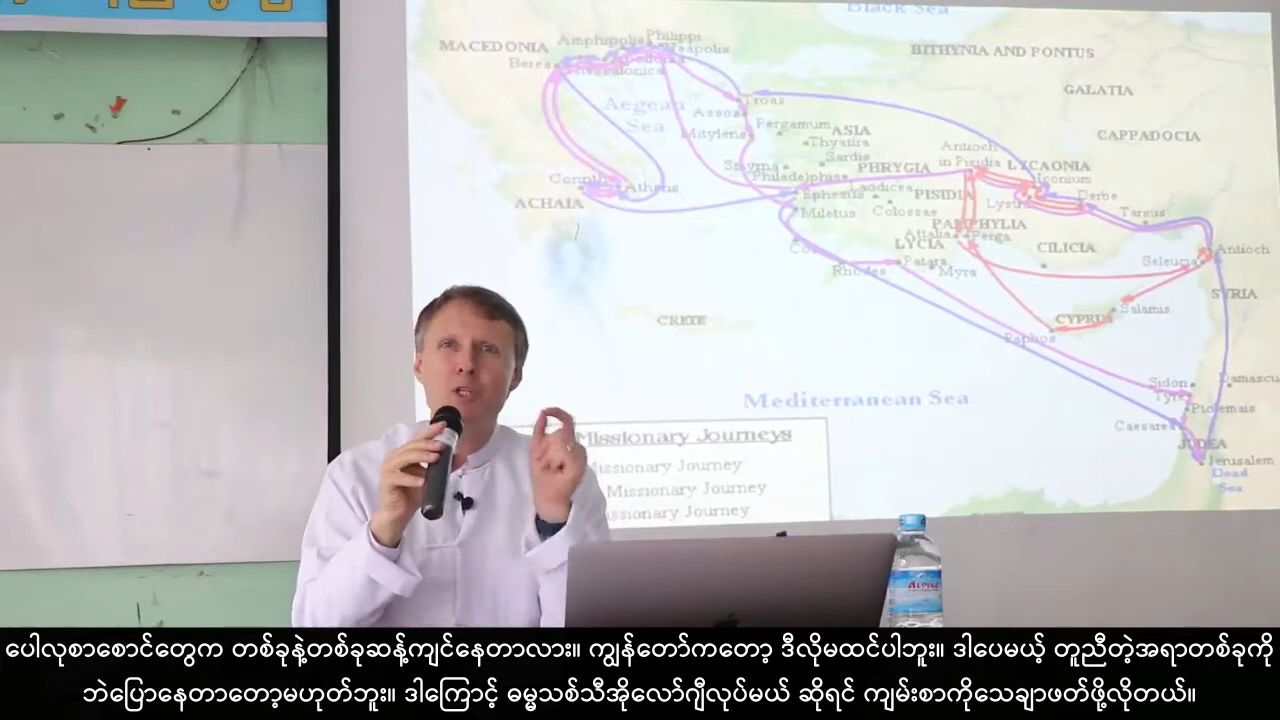 Black Sea
MACEDONIA
Amphipolis
Philippi
Neapolis
Berea
Thessalonica
BITHYNIA AND PONTUS
GALATIA
Aegean
Sea
Troas
Assos
Mitylene
Pergamum
ASIA
Thyatira
CAPPADOCIA
Sardis
Smyrna
Philadelphia
PHRYGIA
Antioch
in Pisidia
LYCAONIA
Iconium
Corinth
Athens
ACHAIA
Ephesus
Laodicea
PISIDIA
Lystra
Derbe
Miletus
Colossae
Tarsus
PAMPHYLIA
Attalia
Perga
LYCIA
CILICIA
Antioch
Seleucia
Rhodes
Patara
Myra
SYRIA
CRETE
CYPRUS
Salamis
Paphos
Mediterranean Sea
Sidon
Damascu
Tyre
Ptolemais
Caesarea
JUDEA
Jerusalem
Dead
Sea
Missionary Journeys
Missionary Journey
Missionary Journey
Missionary Journey
ALPINE
ပေါလုစာစောင်တွေက တစ်ခုနဲ့တစ်ခုဆန့်ကျင်နေတာလား။ ကျွန်တော်ကတော့ ဒီလိုမထင်ပါဘူး။ ဒါပေမယ့် တူညီတဲ့အရာတစ်ခုကို
ဘဲပြောနေတာတော့မဟုတ်ဘူး။ ဒါကြောင့် ဓမ္မသစ်သီအိုလော်ဂျီလုပ်မယ် ဆိုရင် ကျမ်းစာကိုသေချာဖတ်ဖို့လိုတယ်။